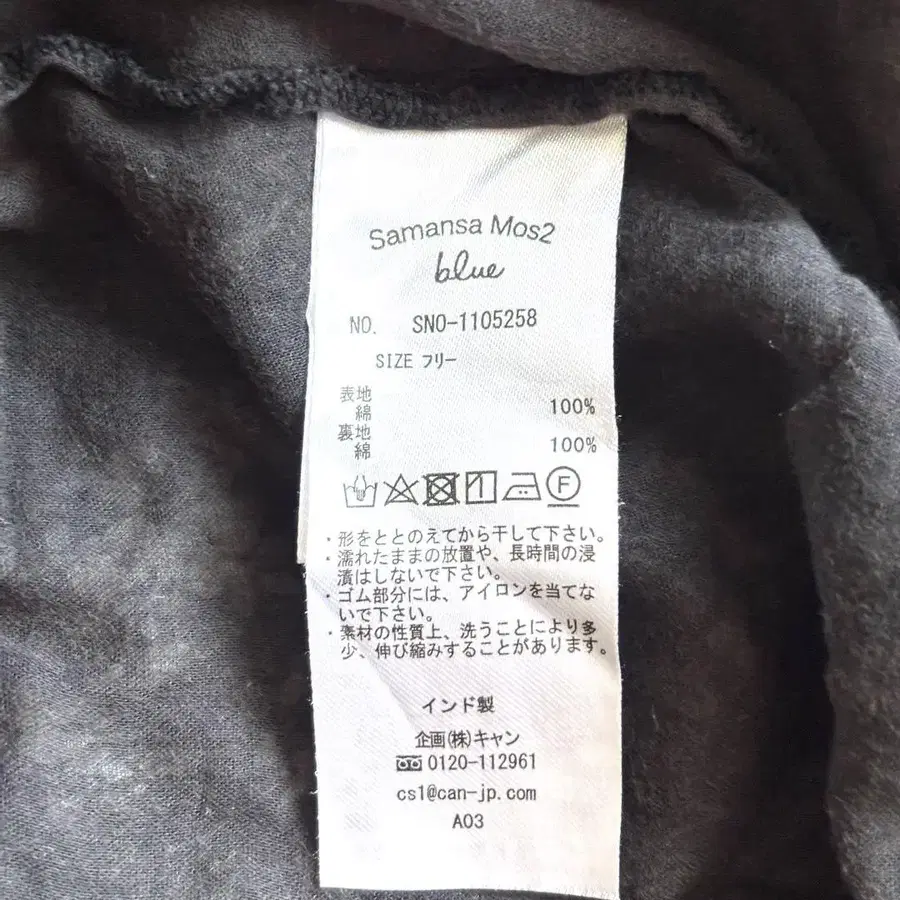 Samansa Mos2
blue
NO. SNO-1105258
SIZE フリー
表地
綿 100%
裏地
綿 100%
F
・形をととのえてから干して下さい。
・濡れたままの放置や、長時間の浸
漬はしないで下さい。
・ゴム部分には、アイロンを当てな
いで下さい。
・素材の性質上、洗うことにより多
少、伸び縮みすることがあります。
インド製
企画(株)キャン
0120-112961
cs1@can-jp.com
A03